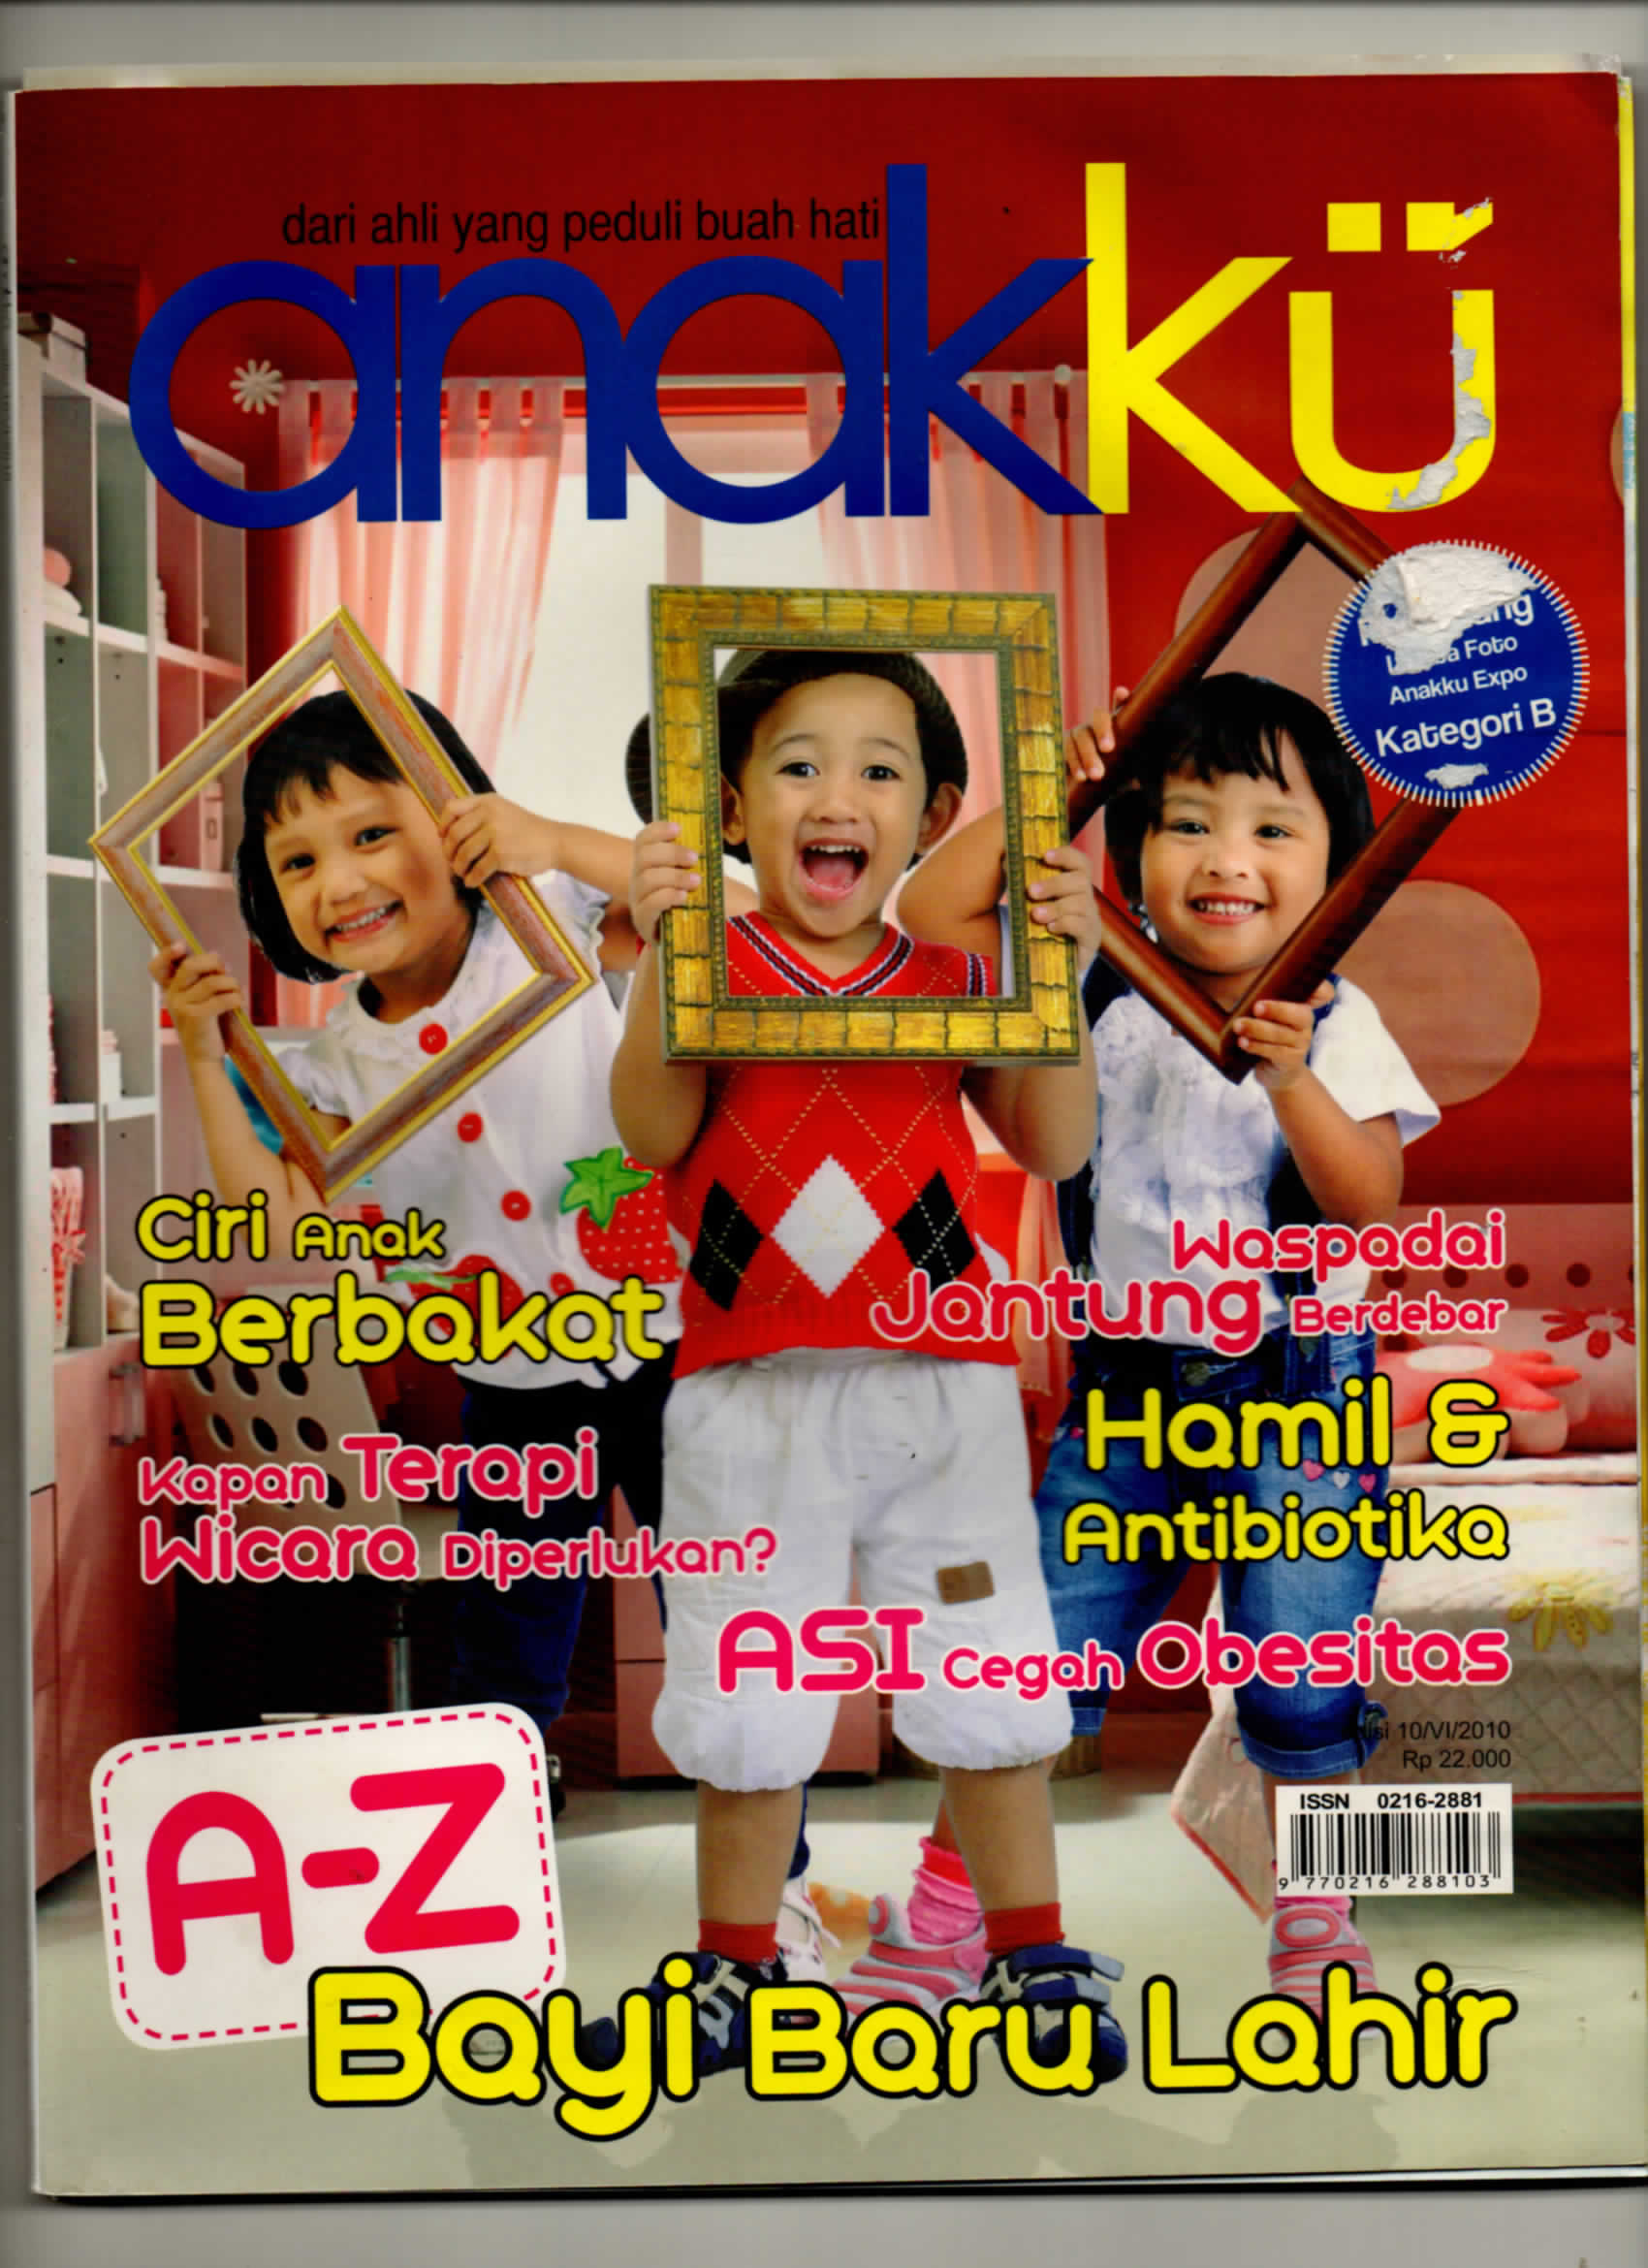 dari ahli yang peduli buah hati
anakkü
Foto
Anakku Expo
Kategori B
Ciri Anak
Berbakat
Kapan Terapi
Wicara Diperlukan?
Waspadai
Jantung Berdebar
Hamil &
Antibiotika
ASI Cegah Obesitas
10/VI/2010
Rp 22.000
ISSN 0216-2881
9 770216 288103
A-Z
Bayi Baru Lahir